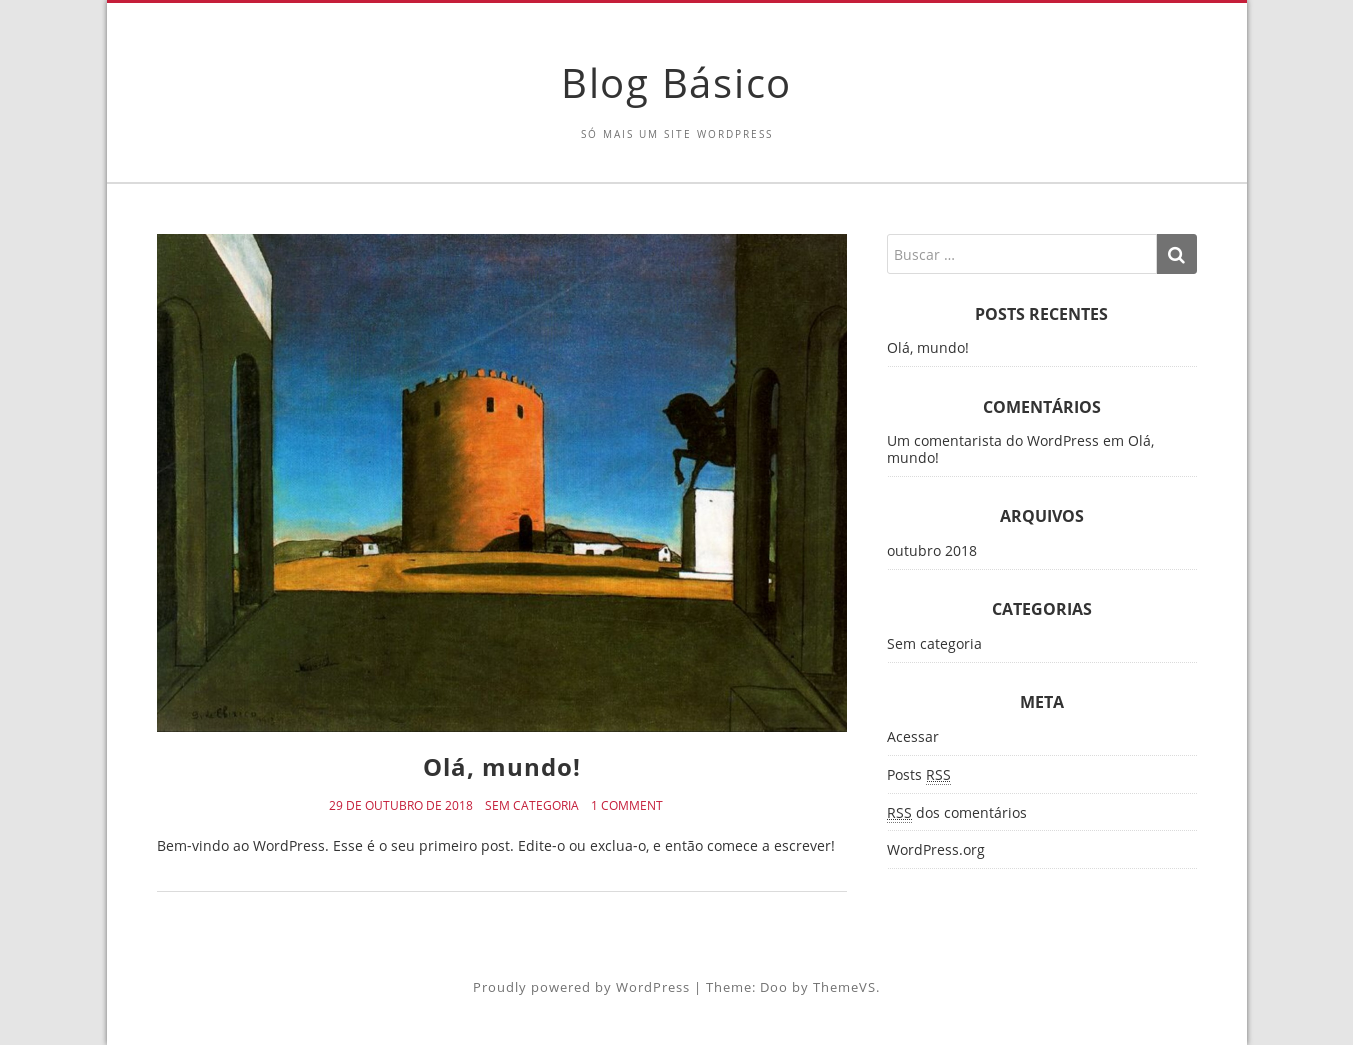 Blog Básico
SÓ MAIS UM SITE WORDPRESS
Olá, mundo!
29 DE OUTUBRO DE 2018 SEM CATEGORIA 1 COMMENT
Bem-vindo ao WordPress. Esse é o seu primeiro post. Edite-o ou exclua-o, e então comece a escrever!
Buscar …
POSTS RECENTES
Olá, mundo!
COMENTÁRIOS
Um comentarista do WordPress em Olá,
mundo!
ARQUIVOS
outubro 2018
CATEGORIAS
Sem categoria
META
Acessar
Posts RSS
RSS dos comentários
WordPress.org
Proudly powered by WordPress | Theme: Doo by ThemeVS.